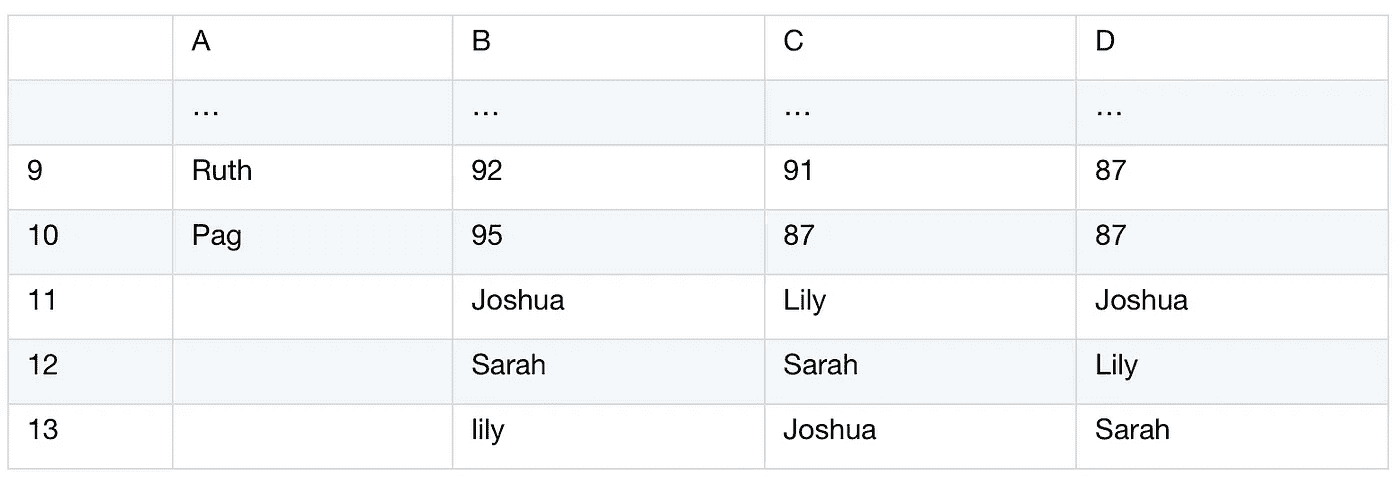 A B C D
… … … …
9 Ruth 92 91 87
10 Pag 95 87 87
11 Joshua Lily Joshua
12 Sarah Sarah Lily
13 lily Joshua Sarah